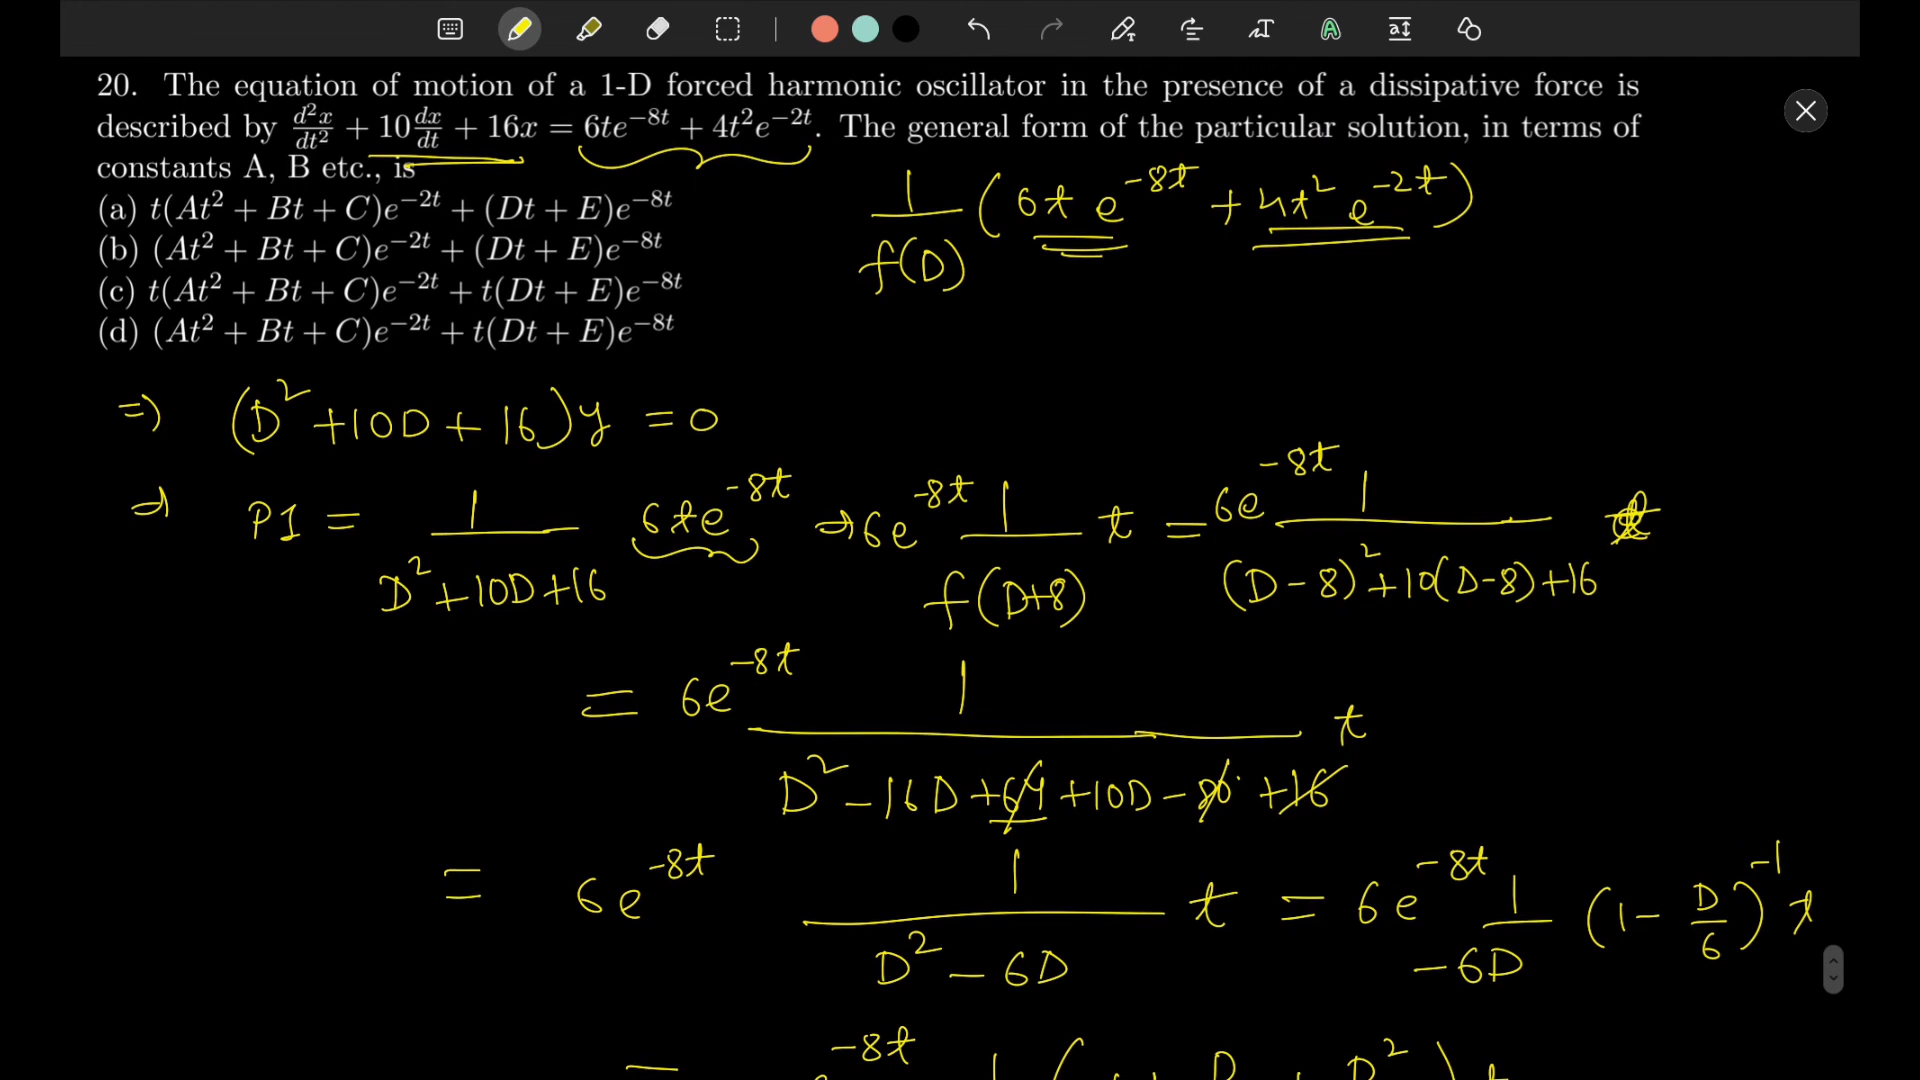 20. The equation of motion of a 1-D forced harmonic oscillator in the presence of a dissipative force is
described by d²x/dt² + 10 dx/dt + 16x = 6te^{-8t} + 4t²e^{-2t}. The general form of the particular solution, in terms of
constants A, B etc., is
(a) t(At² + Bt + C)e^{-2t} + (Dt + E)e^{-8t}
(b) (At² + Bt + C)e^{-2t} + (Dt + E)e^{-8t}
(c) t(At² + Bt + C)e^{-2t} + t(Dt + E)e^{-8t}
(d) (At² + Bt + C)e^{-2t} + t(Dt + E)e^{-8t}
1/f(D) (6te^{-8t} + 4t²e^{-2t})
=> (D² + 10D + 16)y = 0
=> PI = 1/(D² + 10D + 16) 6te^{-8t} => 6e^{-8t} 1/f(D+8) t = 6e^{-8t} 1/((D-8)² + 10(D-8) + 16) t
= 6e^{-8t} 1/(D² - 16D + 64 + 10D - 80 + 16) t
= 6e^{-8t} 1/(D² - 6D) t = 6e^{-8t} 1/(-6D) (1 - D/6)^{-1} t